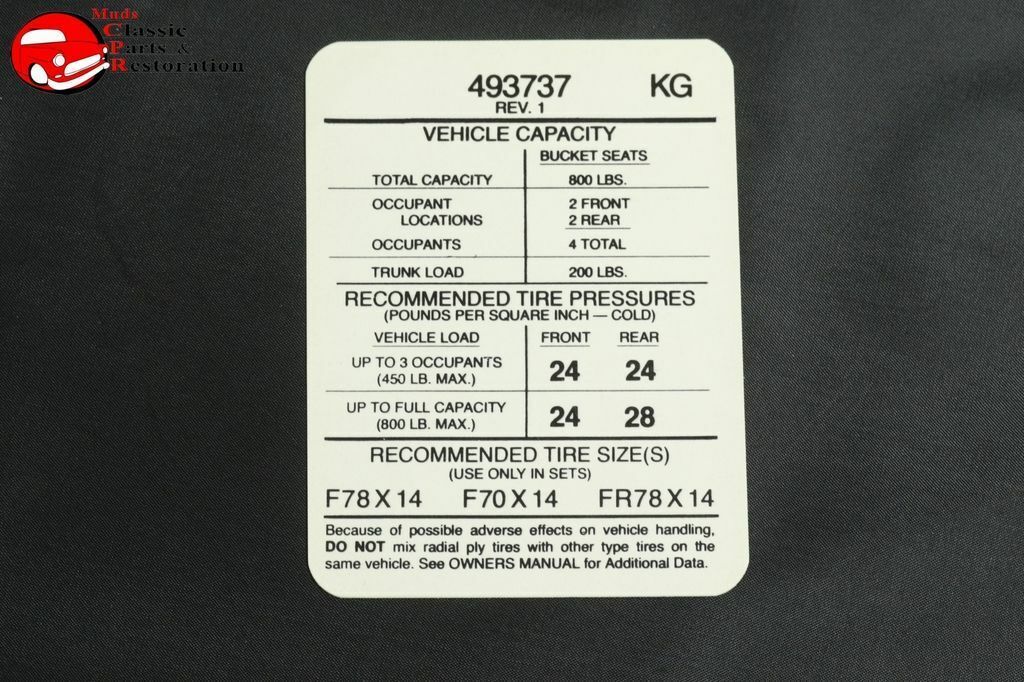 Muds
Classic
Parts &
Restoration
493737 KG
REV. 1
VEHICLE CAPACITY
BUCKET SEATS
TOTAL CAPACITY 800 LBS.
OCCUPANT 2 FRONT
LOCATIONS 2 REAR
OCCUPANTS 4 TOTAL
TRUNK LOAD 200 LBS.
RECOMMENDED TIRE PRESSURES
(POUNDS PER SQUARE INCH — COLD)
VEHICLE LOAD FRONT REAR
UP TO 3 OCCUPANTS
(450 LB. MAX.) 24 24
UP TO FULL CAPACITY
(800 LB. MAX.) 24 28
RECOMMENDED TIRE SIZE(S)
(USE ONLY IN SETS)
F78 X 14 F70 X 14 FR78 X 14
Because of possible adverse effects on vehicle handling,
DO NOT mix radial ply tires with other type tires on the
same vehicle. See OWNERS MANUAL for Additional Data.